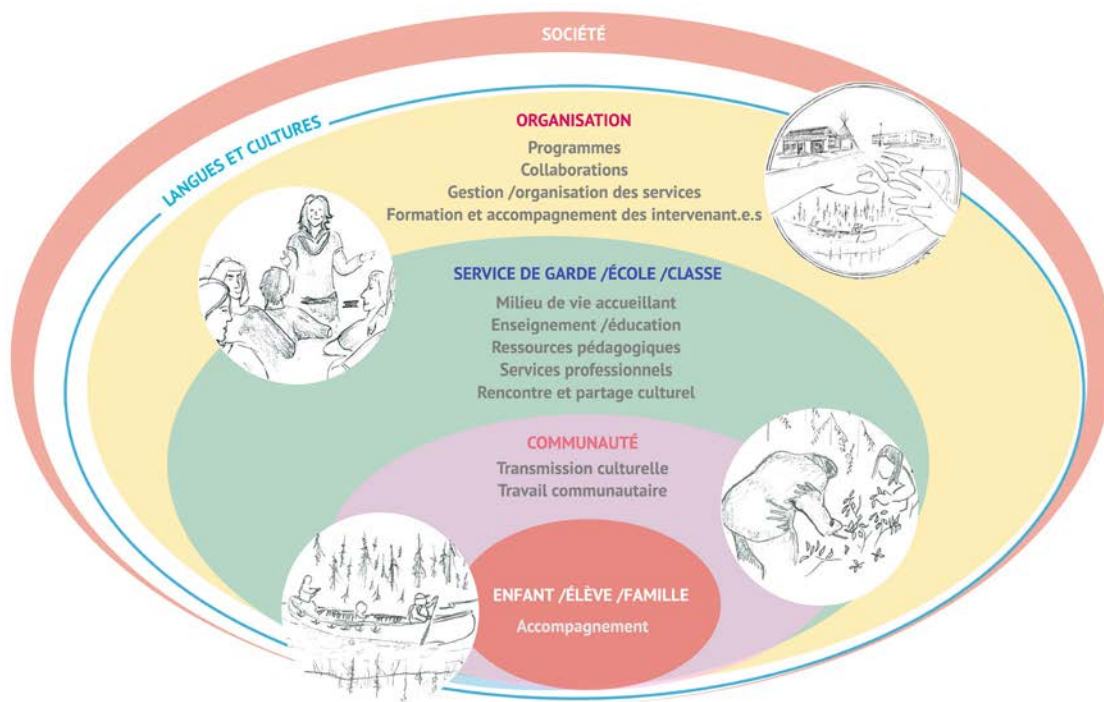 SOCIÉTÉ
LANGUES ET CULTURES
ORGANISATION
Programmes
Collaborations
Gestion /organisation des services
Formation et accompagnement des intervenant.e.s
SERVICE DE GARDE /ÉCOLE /CLASSE
Milieu de vie accueillant
Enseignement /éducation
Ressources pédagogiques
Services professionnels
Rencontre et partage culturel
COMMUNAUTÉ
Transmission culturelle
Travail communautaire
ENFANT /ÉLÈVE /FAMILLE
Accompagnement